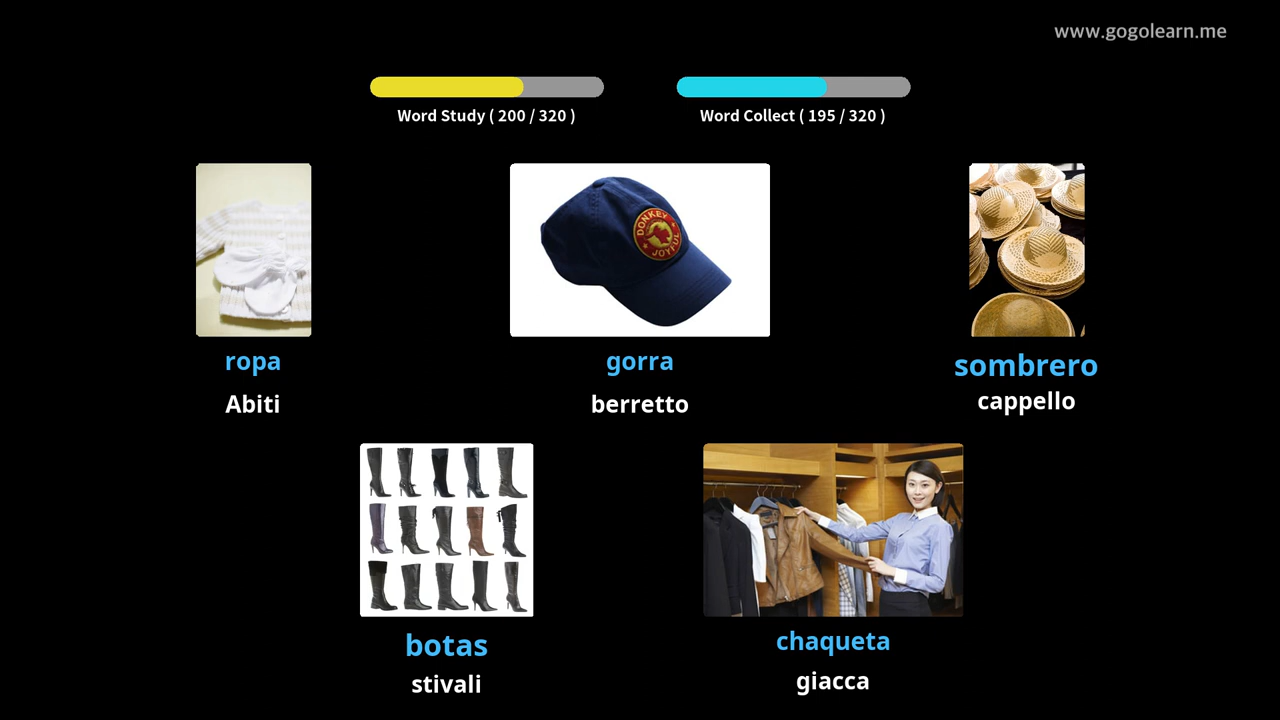 www.gogolearn.me
Word Study ( 200 / 320 )
Word Collect ( 195 / 320 )
DONKEY
JOYFUL
ropa
Abiti
gorra
berretto
sombrero
cappello
botas
stivali
chaqueta
giacca